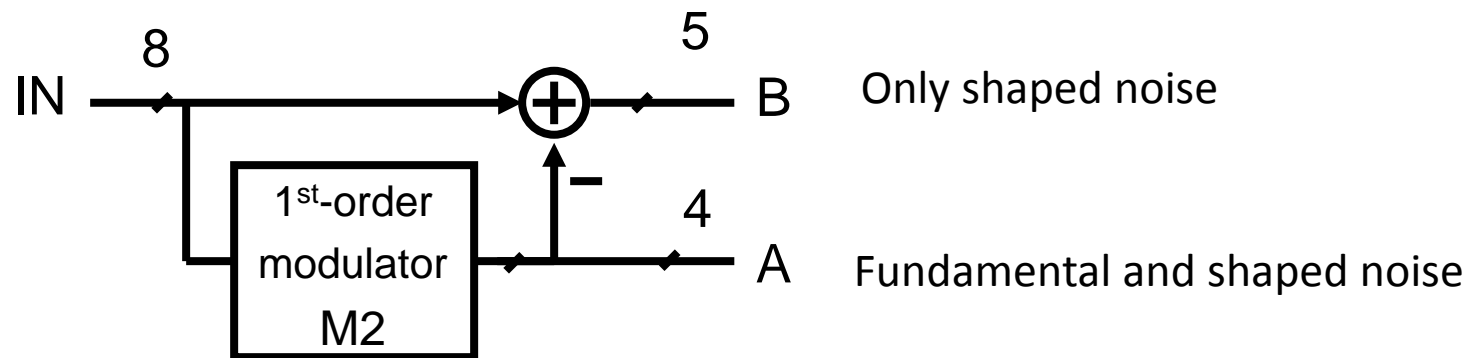 8
5
IN
B
Only shaped noise
–
1st-order
modulator
M2
4
A
Fundamental and shaped noise